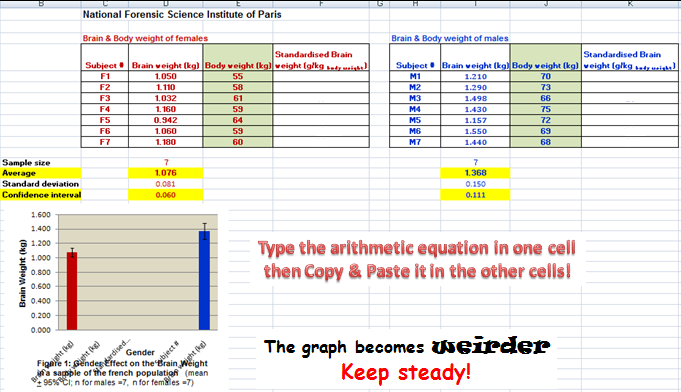 B C D E F G H I J K
National Forensic Science Institute of Paris
Brain & Body weight of females Brain & Body weight of males
Standardised Brain Standardised Brain
Subject # Brain weight (kg) Body weight (kg) weight (g/kg body weight) Subject # Brain weight (kg) Body weight (kg) weight (g/kg body weight)
F1 1.050 55 M1 1.210 70
F2 1.110 58 M2 1.290 73
F3 1.032 61 M3 1.498 66
F4 1.160 59 M4 1.430 75
F5 0.942 64 M5 1.157 72
F6 1.060 59 M6 1.550 69
F7 1.180 60 M7 1.440 68
Sample size 7 7
Average 1.076 1.368
Standard deviation 0.081 0.150
Confidence interval 0.060 0.111
1.600
1.400
1.200
1.000
0.800
0.600
0.400
0.200
0.000
Brain Weight (kg)
Brain weight (kg)
Body weight (kg)
Standardised...
Subject #
Brain weight (kg)
Gender
Figure 1: Gender Effect on the Brain Weight
in a sample of the french population (mean
± 95% CI; n for males =7, n for females =7)
Type the arithmetic equation in one cell
then Copy & Paste it in the other cells!
The graph becomes weirder
Keep steady!